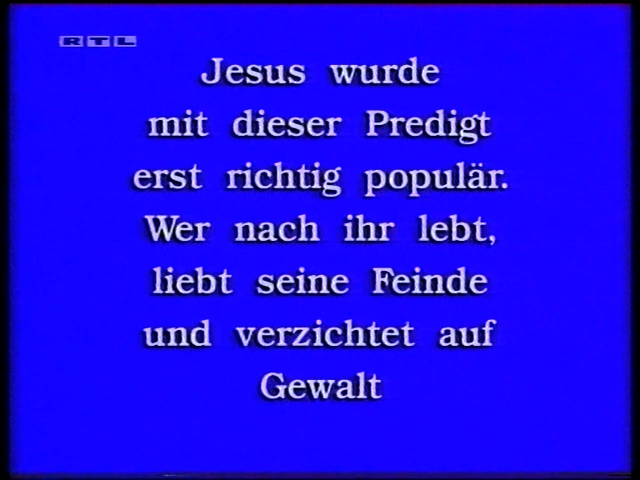 RTL
Jesus wurde
mit dieser Predigt
erst richtig populär.
Wer nach ihr lebt,
liebt seine Feinde
und verzichtet auf
Gewalt